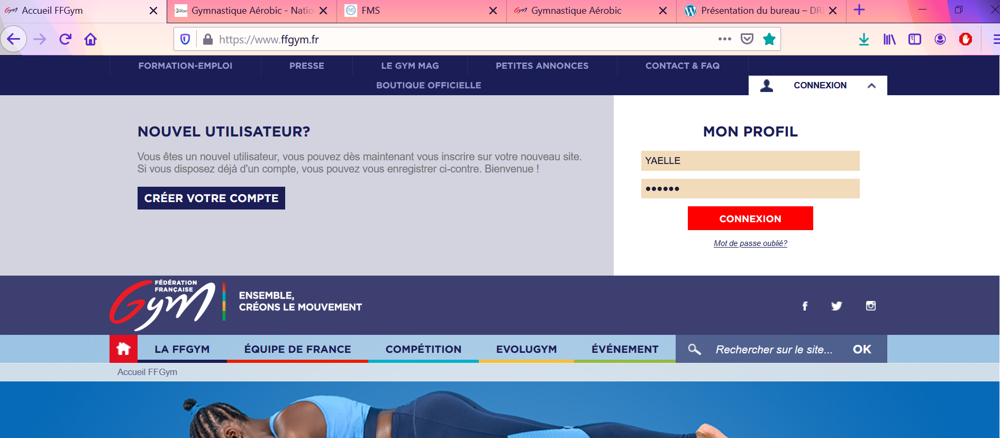 Accueil FFGym
Gymnastique Aérobic - Natio
FMS
FMS
Gymnastique Aérobic
Présentation du bureau – DR
https://www.ffgym.fr
FORMATION-EMPLOI
PRESSE
LE GYM MAG
PETITES ANNONCES
CONTACT & FAQ
BOUTIQUE OFFICIELLE
CONNEXION
NOUVEL UTILISATEUR?
Vous êtes un nouvel utilisateur, vous pouvez dès maintenant vous inscrire sur votre nouveau site.
Si vous disposez déjà d'un compte, vous pouvez vous enregistrer ci-contre. Bienvenue !
CRÉER VOTRE COMPTE
MON PROFIL
YAELLE
••••••
CONNEXION
Mot de passe oublié?
FÉDÉRATION
FRANÇAISE
Gym
ENSEMBLE,
CRÉONS LE MOUVEMENT
LA FFGYM
ÉQUIPE DE FRANCE
COMPÉTITION
EVOLUGYM
ÉVÉNEMENT
Rechercher sur le site...
OK
Accueil FFGym